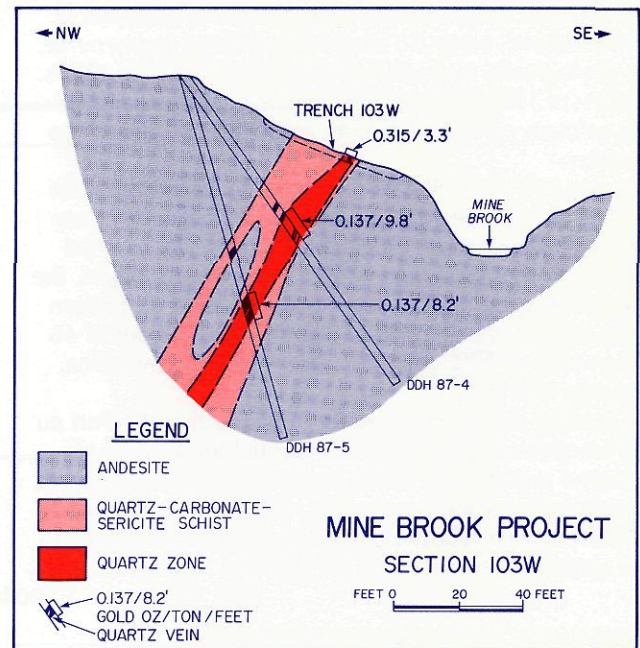 NW
SE
TRENCH 103W
0.315/3.3'
0.137/9.8'
MINE
BROOK
0.137/8.2'
DDH 87-4
DDH 87-5
LEGEND
ANDESITE
QUARTZ-CARBONATE-
SERICITE SCHIST
QUARTZ ZONE
0.137/8.2'
GOLD OZ/TON/FEET
QUARTZ VEIN
MINE BROOK PROJECT
SECTION 103W
FEET 0 20 40 FEET